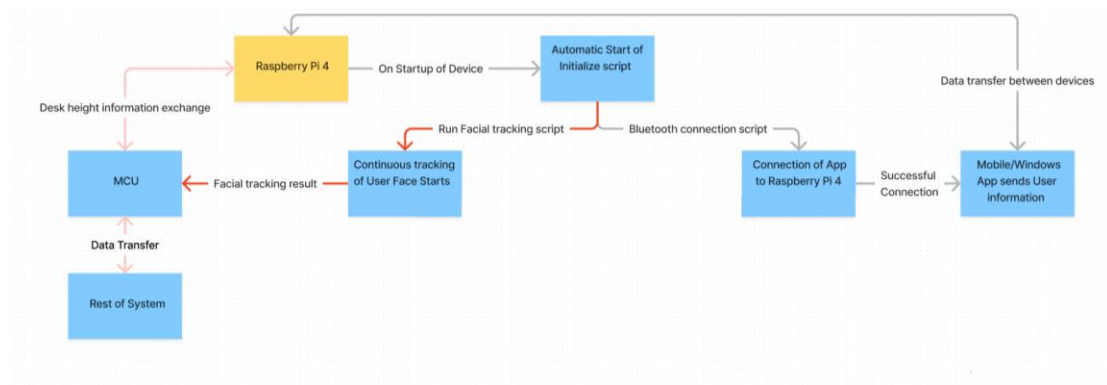 Raspberry Pi 4
On Startup of Device
Automatic Start of
Initialize script
Data transfer between devices
Desk height information exchange
Run Facial tracking script
Bluetooth connection script
MCU
Facial tracking result
Continuous tracking
of User Face Starts
Connection of App
to Raspberry Pi 4
Successful
Connection
Mobile/Windows
App sends User
information
Data Transfer
Rest of System